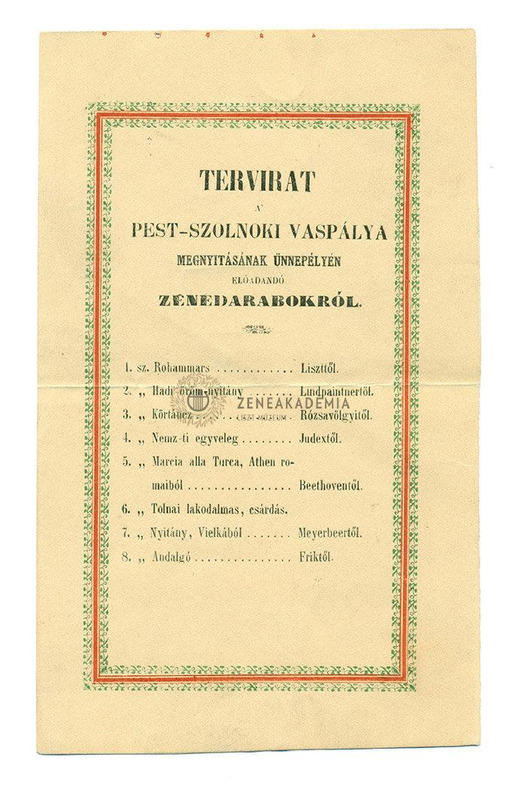 TERVIRAT
A'
PEST-SZOLNOKI VASPÁLYA
MEGNYITÁSÁNAK ÜNNEPÉLYÉN
ELŐADANDÓ
ZENEDARABOKRÓL.
1. sz. Rohammars ............ Liszttől.
2. „ Hadi öröm-nyitány ....... Lindpaintnertől.
3. „ Körtáncz ............ Rózsavölgyitől.
ZENEAKADÉMIA
LISZT MÚZEUM
4. „ Nemz-ti egyveleg ........ Judextől.
5. „ Marcia alla Turca, Athen ro-
maiból ................ Beethoventől.
6. „ Tolnai lakodalmas, csárdás.
7. „ Nyitány, Vielkából ....... Meyerbeertől.
8. „ Andalgó ............... Friktől.